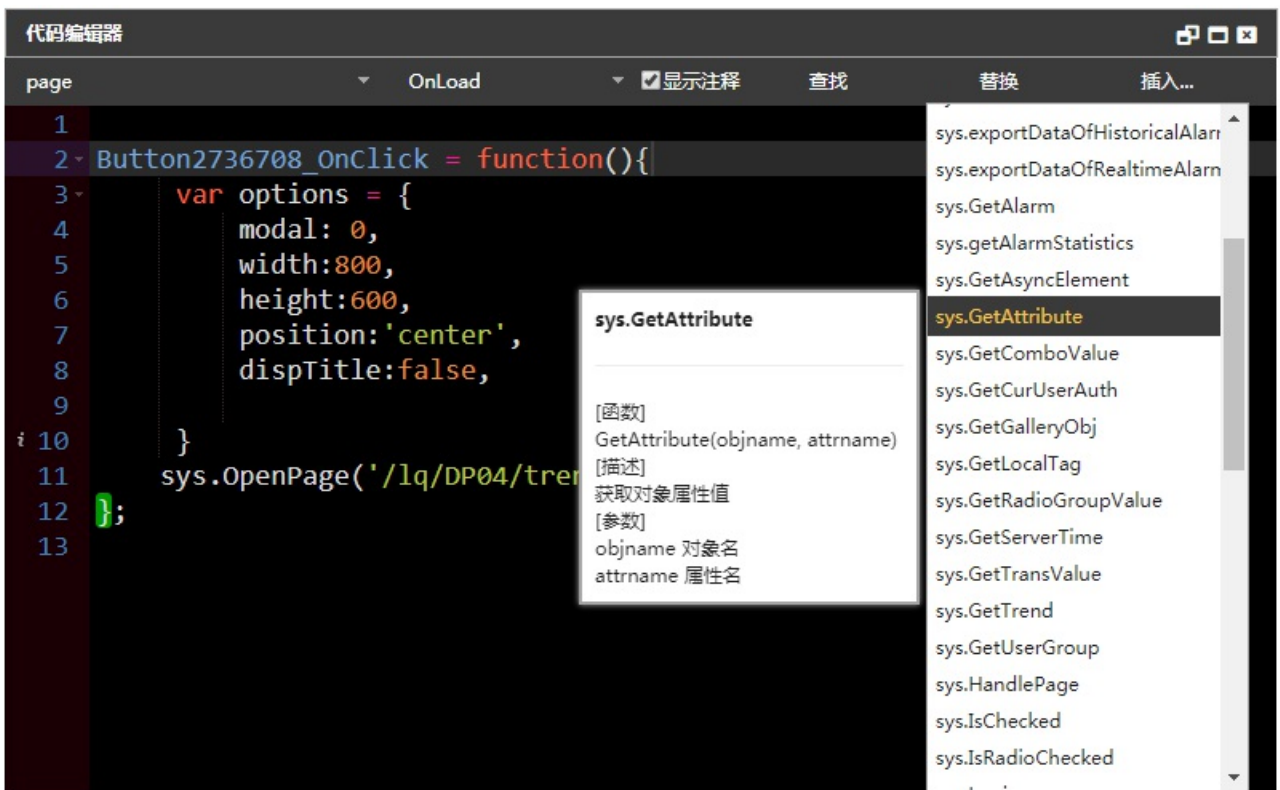 代码编辑器
page OnLoad 显示注释 查找 替换 插入...
1
2 Button2736708_OnClick = function(){
3 var options = {
4 modal: 0,
5 width:800,
6 height:600,
7 position:'center',
8 dispTitle:false,
9
10 }
11 sys.OpenPage('/lq/DP04/tre
12 };
13
sys.GetAttribute
[函数]
GetAttribute(objname, attrname)
[描述]
获取对象属性值
[参数]
objname 对象名
attrname 属性名
sys.exportDataOfHistoricalAlar
sys.exportDataOfRealtimeAlarm
sys.GetAlarm
sys.getAlarmStatistics
sys.GetAsyncElement
sys.GetAttribute
sys.GetComboValue
sys.GetCurUserAuth
sys.GetGalleryObj
sys.GetLocalTag
sys.GetRadioGroupValue
sys.GetServerTime
sys.GetTransValue
sys.GetTrend
sys.GetUserGroup
sys.HandlePage
sys.IsChecked
sys.IsRadioChecked